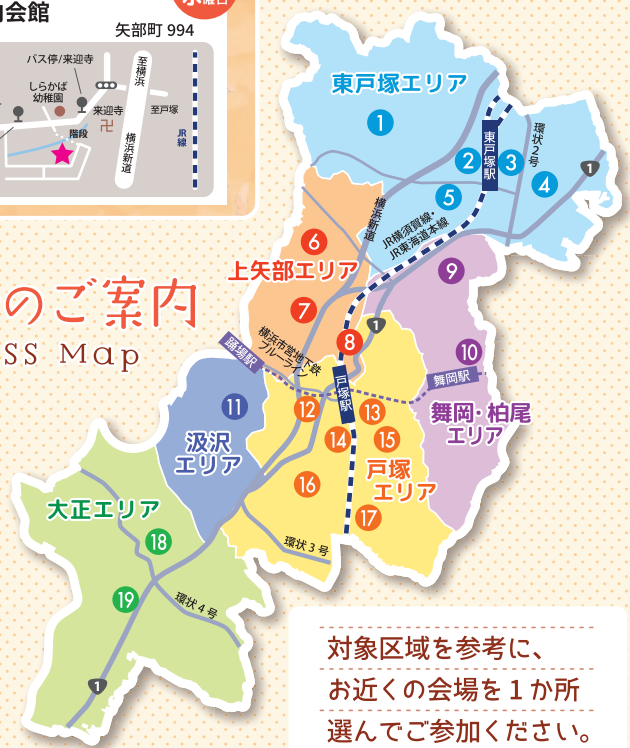 内会館
水曜日
矢部町 994
バス停/来迎寺
しらかば
幼稚園
来迎寺
卍
階段
至横浜
横浜新道
至戸塚
JR線
のご案内
SS Map
東戸塚エリア
1
2
東戸塚駅
3
環状2号
1
4
5
横浜新道
JR横須賀線・
JR東海道本線
6
上矢部エリア
7
8
1
9
10
舞岡駅
舞岡・柏尾
エリア
踊場駅
横浜市営地下鉄
ブルーライン
戸塚駅
11
汲沢
エリア
12
13
14
15
戸塚
エリア
16
17
環状3号
大正エリア
18
19
環状4号
1
対象区域を参考に、
お近くの会場を1か所
選んでご参加ください。